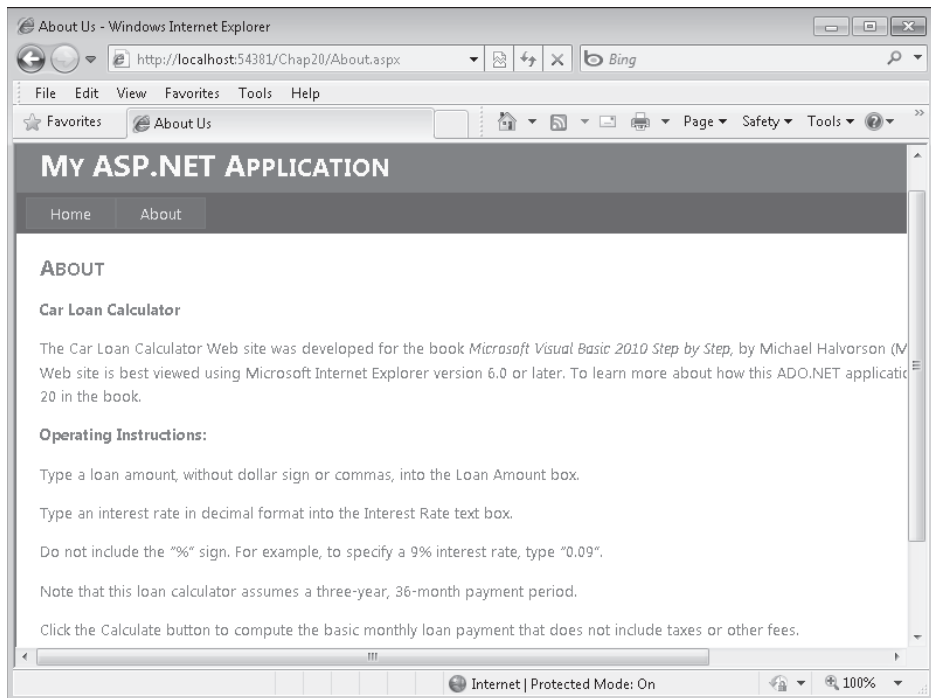 About Us - Windows Internet Explorer
http://localhost:54381/Chap20/About.aspx
Bing
File Edit View Favorites Tools Help
Favorites
About Us
Page Safety Tools
MY ASP.NET APPLICATION
Home About
ABOUT
Car Loan Calculator
The Car Loan Calculator Web site was developed for the book Microsoft Visual Basic 2010 Step by Step, by Michael Halvorson (M
Web site is best viewed using Microsoft Internet Explorer version 6.0 or later. To learn more about how this ADO.NET applicatio
20 in the book.
Operating Instructions:
Type a loan amount, without dollar sign or commas, into the Loan Amount box.
Type an interest rate in decimal format into the Interest Rate text box.
Do not include the "%" sign. For example, to specify a 9% interest rate, type "0.09".
Note that this loan calculator assumes a three-year, 36-month payment period.
Click the Calculate button to compute the basic monthly loan payment that does not include taxes or other fees.
Internet | Protected Mode: On
100%